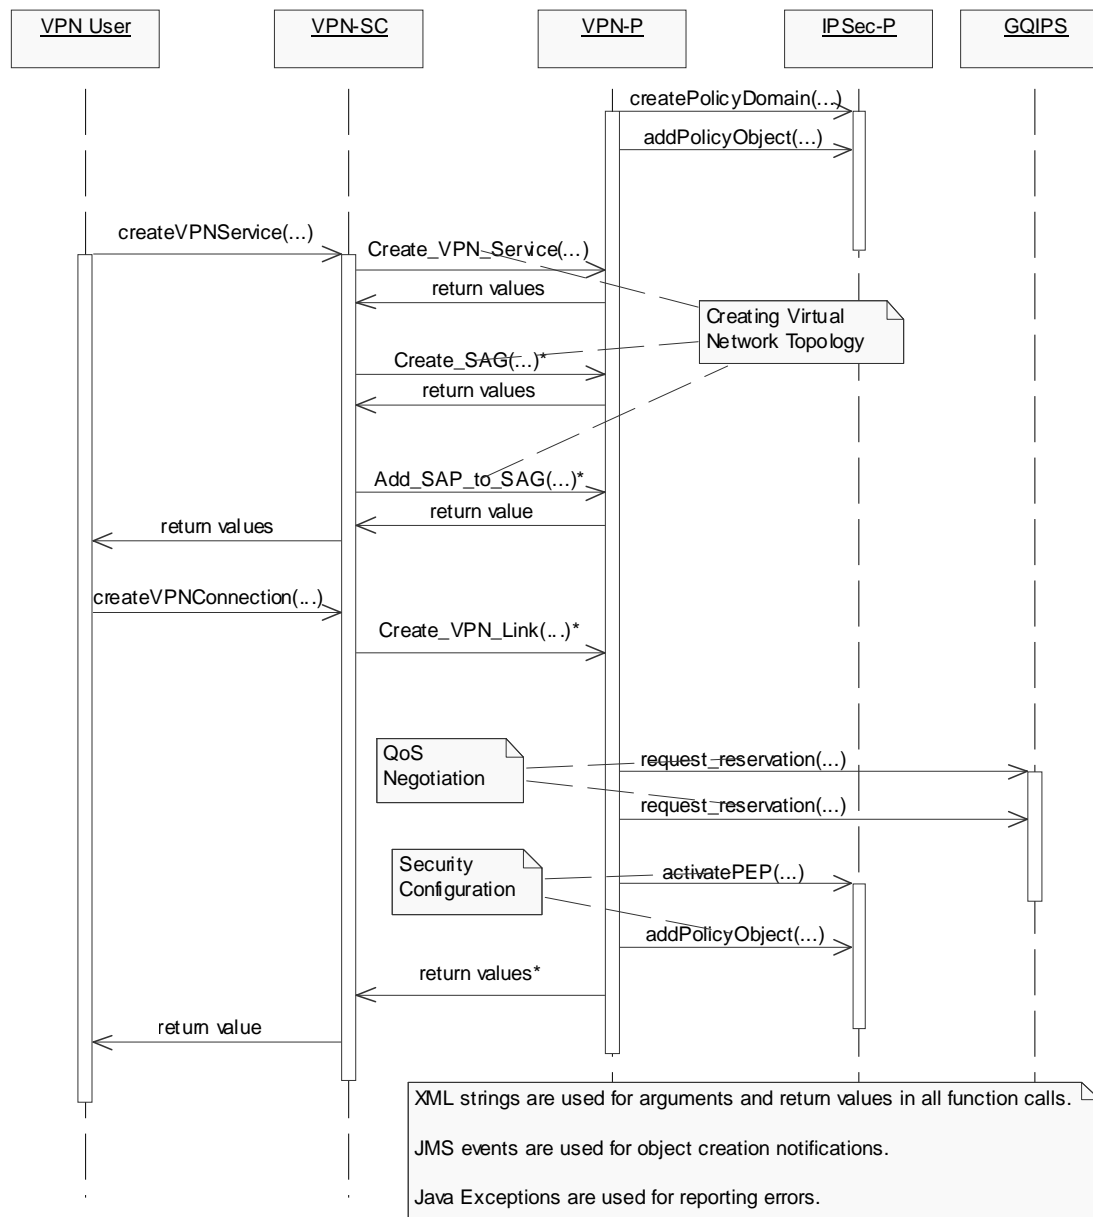 VPN User
VPN-SC
VPN-P
IPSec-P
GQIPS
createPolicyDomain(...)
addPolicyObject(...)
createVPNService(...)
Create_VPN_Service(...)
return values
Creating Virtual
Network Topology
Create_SAG(...)*
return values
Add_SAP_to_SAG(...)*
return value
return values
createVPNConnection(...)
Create_VPN_Link(...)*
QoS
Negotiation
request_reservation(...)
request_reservation(...)
Security
Configuration
activatePEP(...)
addPolicyObject(...)
return values*
return value
XML strings are used for arguments and return values in all function calls.
JMS events are used for object creation notifications.
Java Exceptions are used for reporting errors.